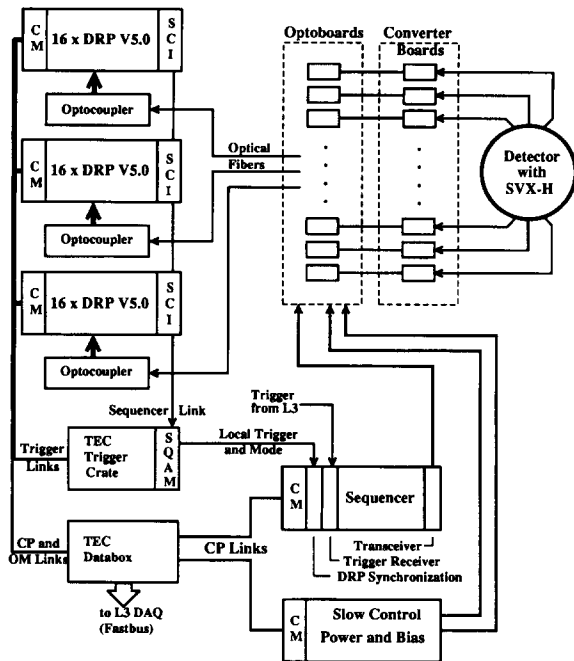 C M
16 x DRP V5.0
S C I
Optocoupler
C M
16 x DRP V5.0
S C I
Optocoupler
C M
16 x DRP V5.0
S C I
Optocoupler
Optoboards
Converter
Boards
Optical
Fibers
Detector
with
SVX-H
Sequencer Link
Trigger
Links
TEC
Trigger
Crate
S Q A M
Local Trigger
and Mode
Trigger
from L3
C M
Sequencer
Transceiver
Trigger Receiver
DRP Synchronization
CP and
OM Links
TEC
Databox
CP Links
to L3 DAQ
(Fastbus)
C M
Slow Control
Power and Bias